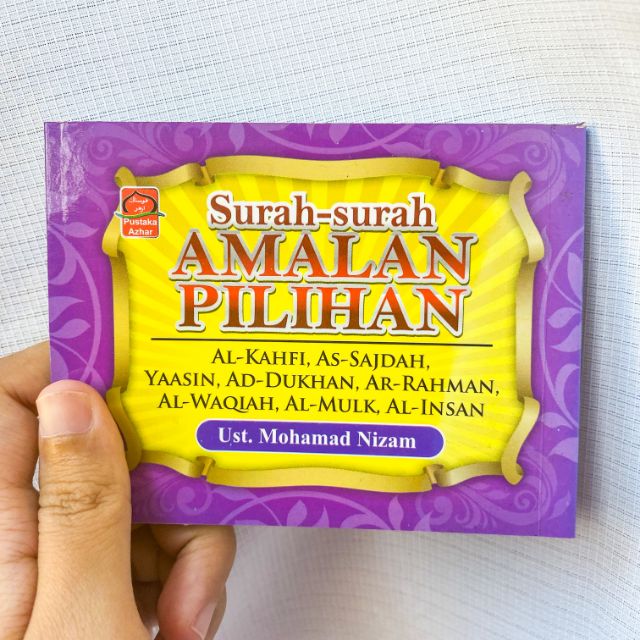 Pustaka
Azhar
Surah-surah
AMALAN
PILIHAN
AL-KAHFI, AS-SAJDAH,
YAASIN, AD-DUKHAN, AR-RAHMAN,
AL-WAQIAH, AL-MULK, AL-INSAN
Ust. Mohamad Nizam